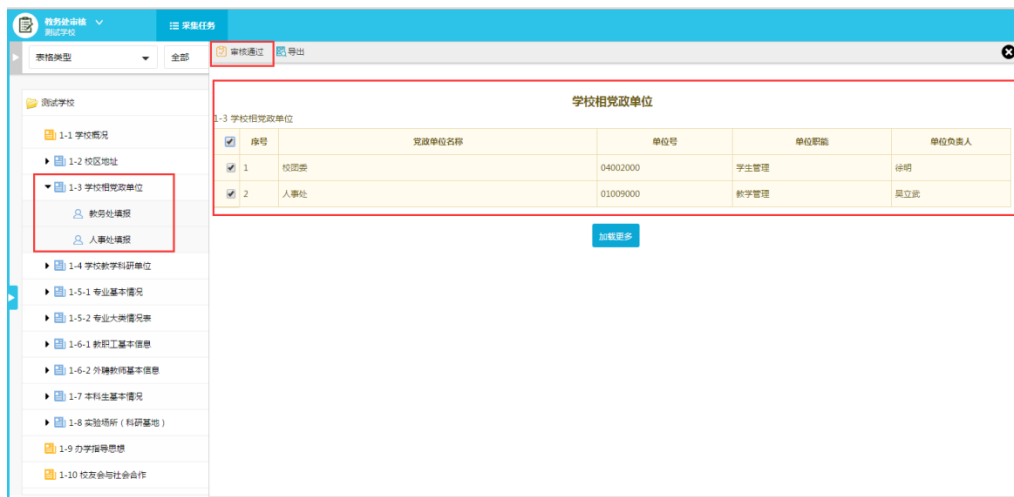 教务处审核
测试学校
采集任务
表格类型
全部
审核通过
导出
测试学校
1-1 学校概况
1-2 校区地址
1-3 学校相党政单位
教务处填报
人事处填报
1-4 学校教学科研单位
1-5-1 专业基本情况
1-5-2 专业大类情况表
1-6-1 教职工基本信息
1-6-2 外聘教师基本信息
1-7 本科生基本情况
1-8 实验场所（科研基地）
1-9 办学指导思想
1-10 校友会与社会合作
学校相党政单位
1-3 学校相党政单位
序号 党政单位名称 单位号 单位职能 单位负责人
1 校团委 04002000 学生管理 徐明
2 人事处 01009000 教学管理 吴立武
加载更多